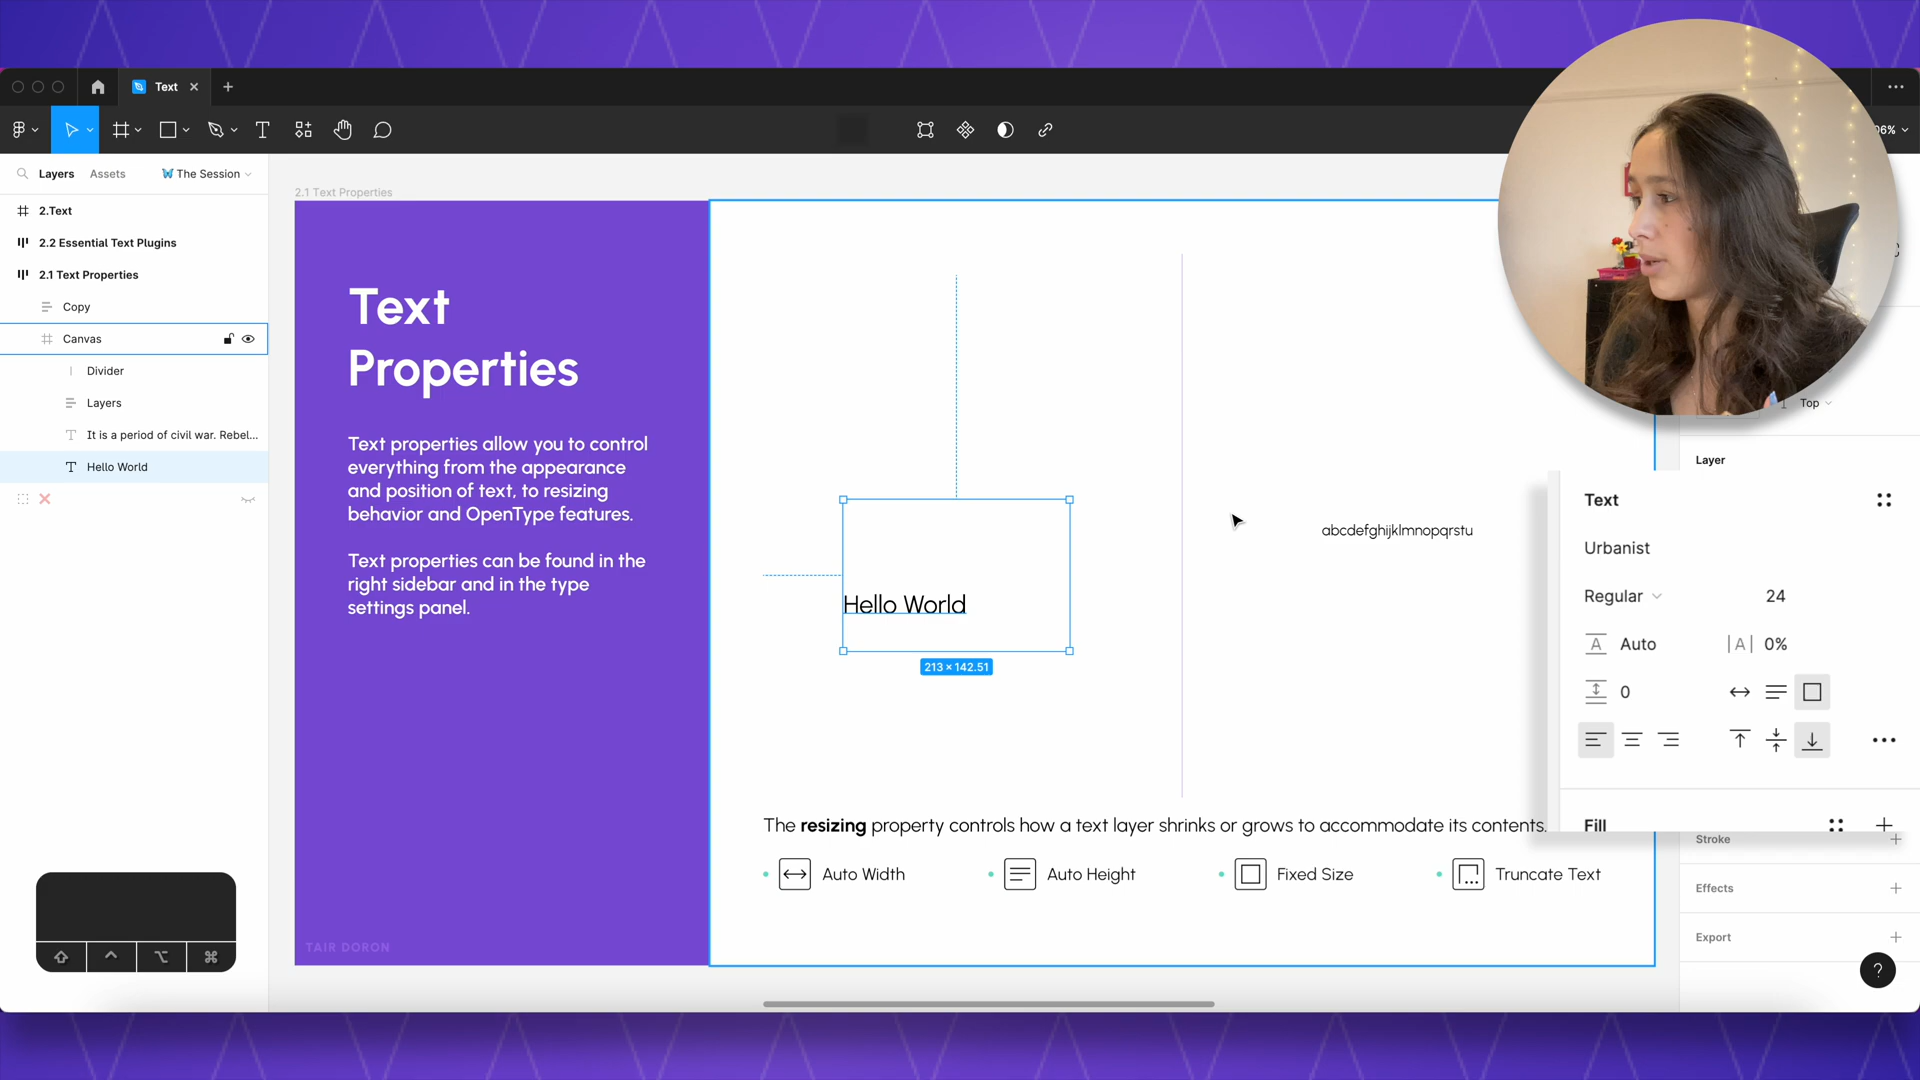 Text
06%
Layers
Assets
The Session
2.Text
2.2 Essential Text Plugins
2.1 Text Properties
Copy
Canvas
Divider
Layers
It is a period of civil war. Rebel...
Hello World
2.1 Text Properties
Text
Properties
Text properties allow you to control
everything from the appearance
and position of text, to resizing
behavior and OpenType features.
Text properties can be found in the
right sidebar and in the type
settings panel.
TAIR DORON
Hello World
213 × 142.51
abcdefghijklmnopqrstu
The resizing property controls how a text layer shrinks or grows to accommodate its contents.
Auto Width
Auto Height
Fixed Size
Truncate Text
Top
Layer
Text
Urbanist
Regular
24
Auto
0%
0
Fill
Stroke
Effects
Export
?